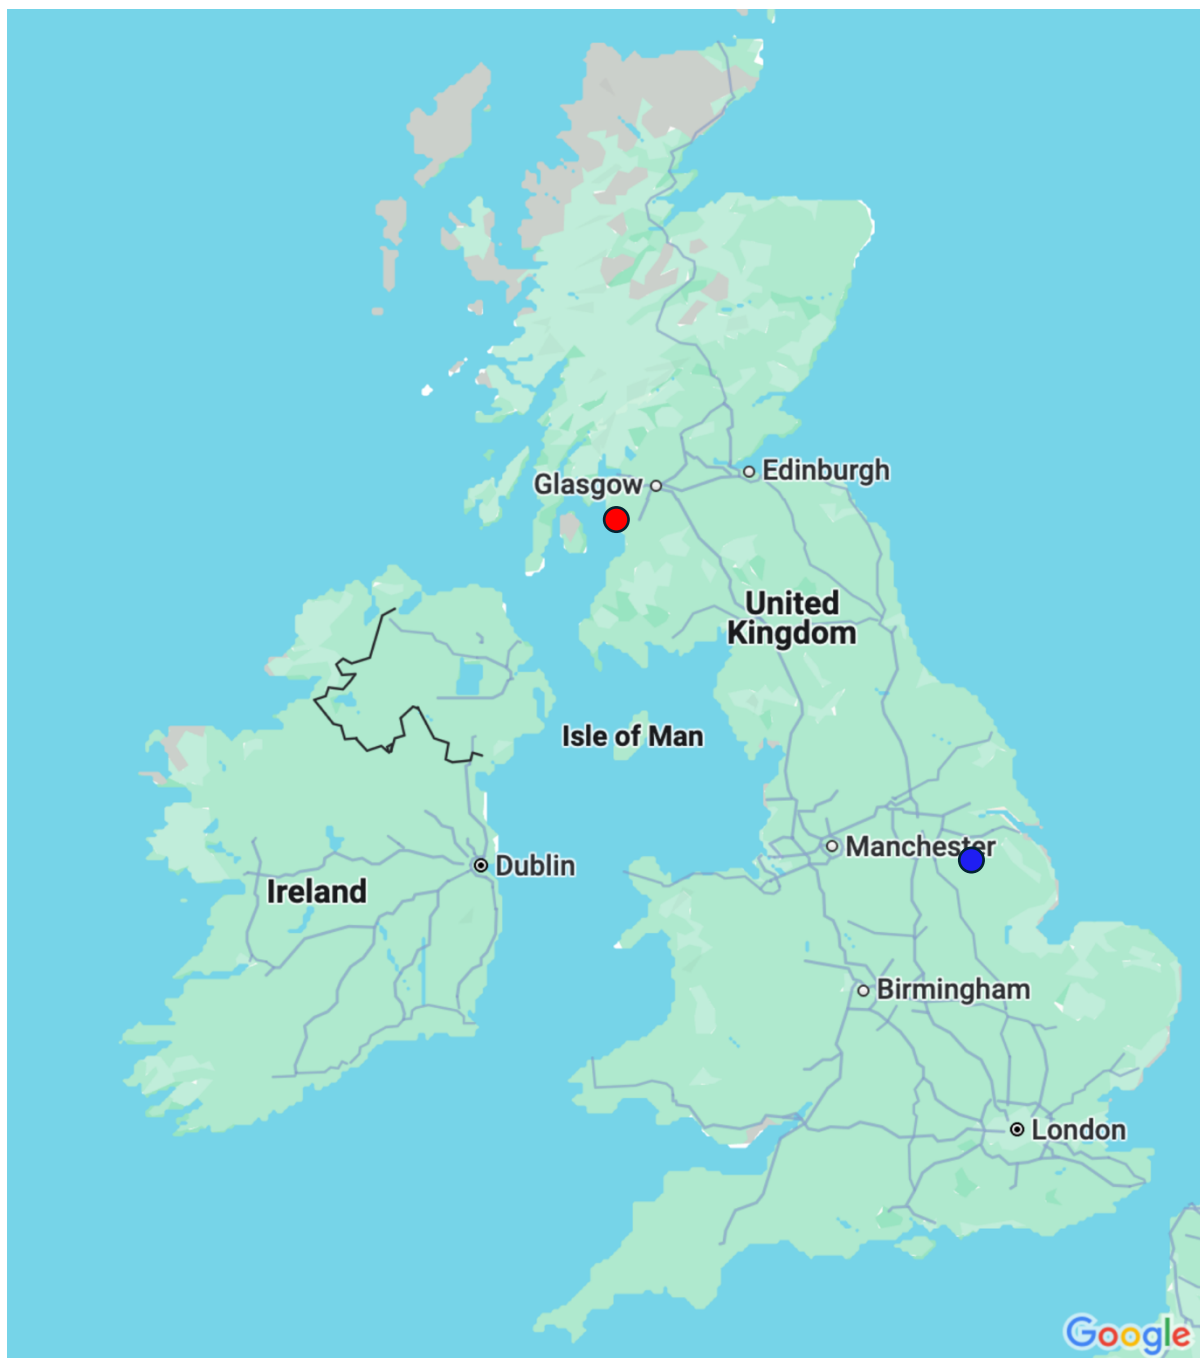 Edinburgh
Glasgow
United
Kingdom
Isle of Man
Manchester
Dublin
Ireland
Birmingham
London
Google